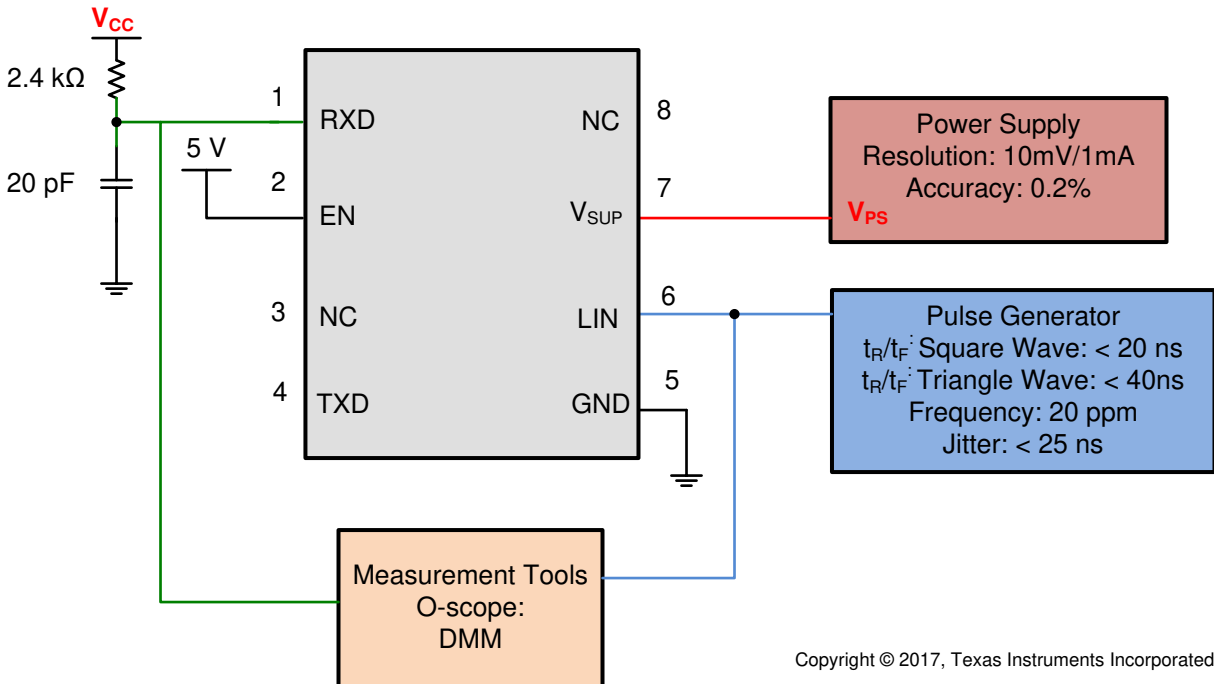 VCC
2.4 kΩ
20 pF
5 V
1
2
3
4
RXD
EN
NC
TXD
NC
VSUP
LIN
GND
8
7
6
5
Power Supply
Resolution: 10mV/1mA
Accuracy: 0.2%
VPS
Pulse Generator
tR/tF: Square Wave: < 20 ns
tR/tF: Triangle Wave: < 40ns
Frequency: 20 ppm
Jitter: < 25 ns
Measurement Tools
O-scope:
DMM
Copyright © 2017, Texas Instruments Incorporated